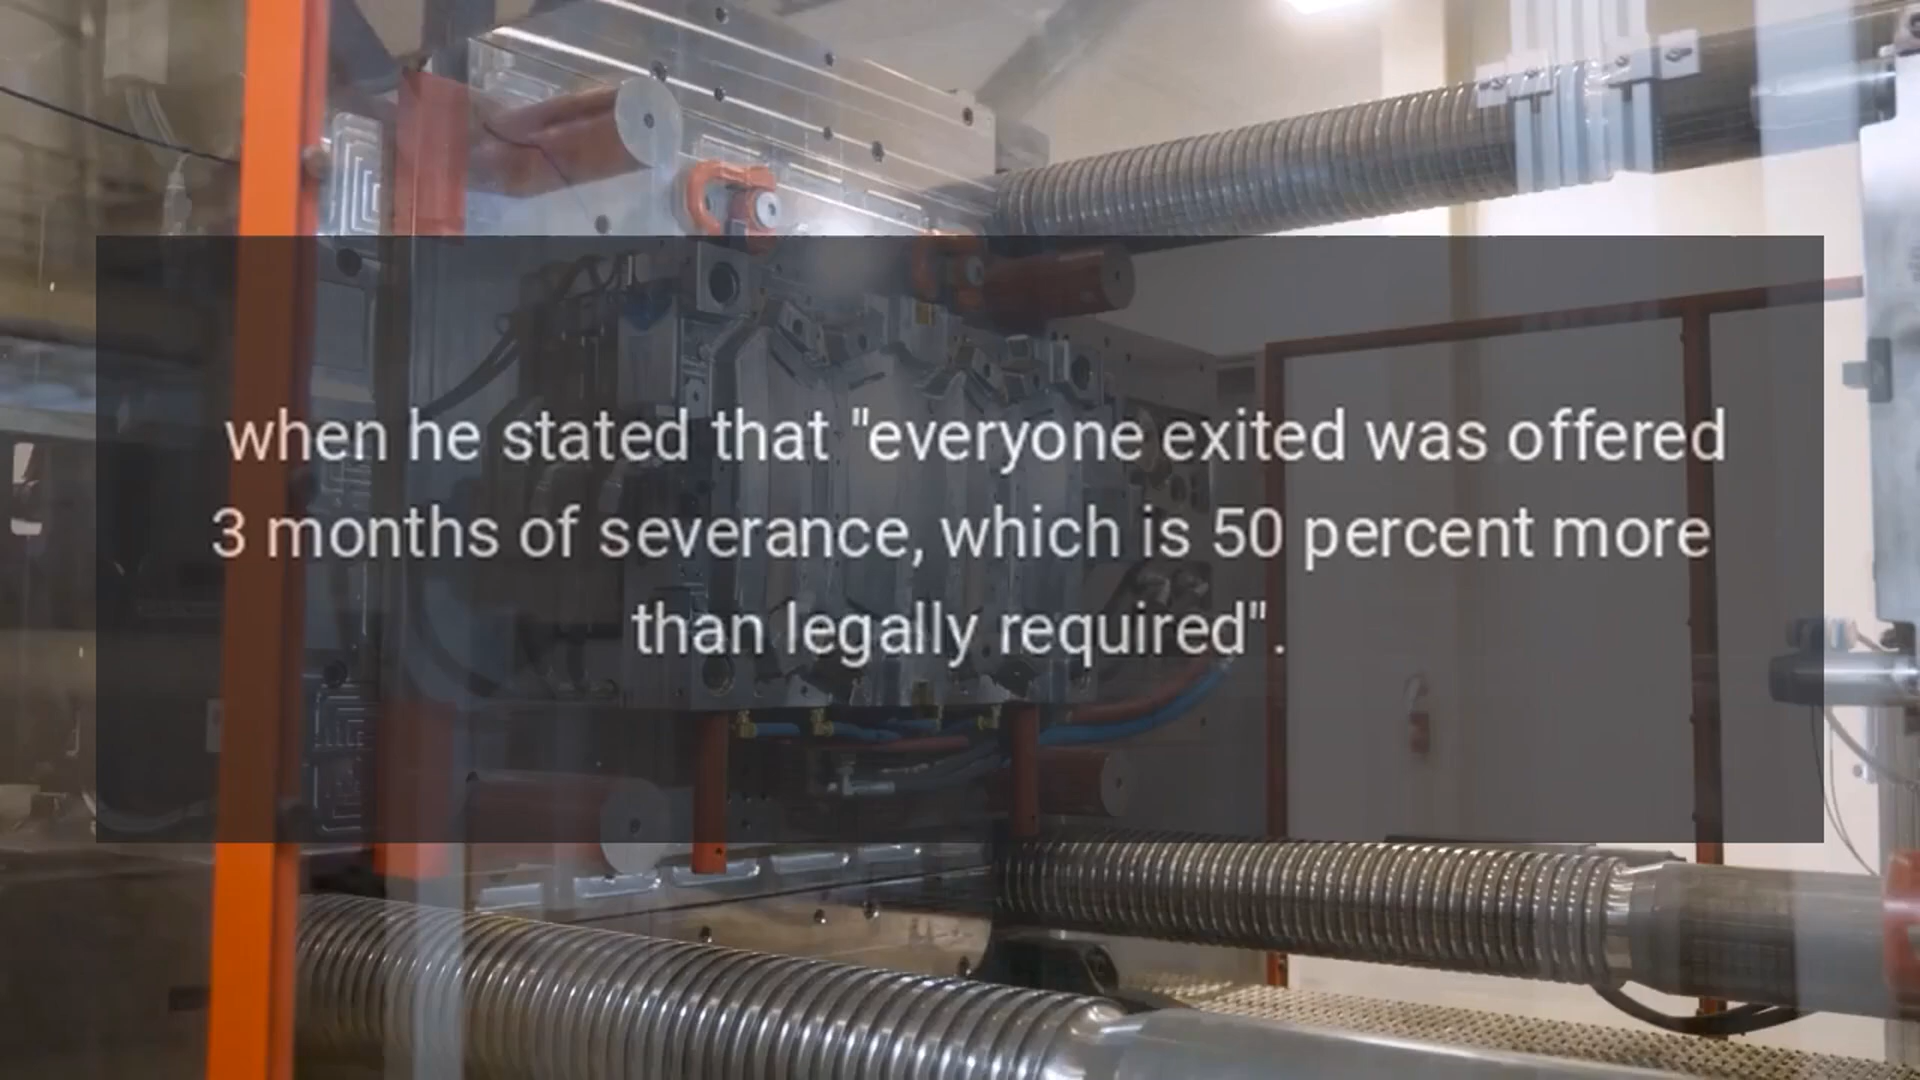 when he stated that "everyone exited was offered
3 months of severance, which is 50 percent more
than legally required".